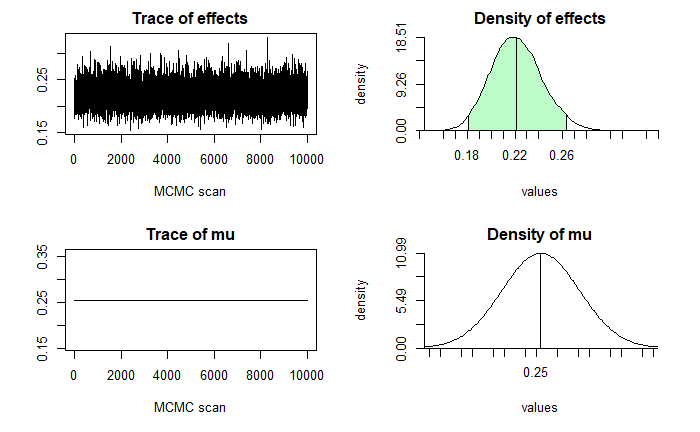 Trace of effects
0.25
0.15
0 2000 4000 6000 8000 10000
MCMC scan
Density of effects
18.51
9.26
0.00
density
0.18 0.22 0.26
values
Trace of mu
0.35
0.25
0.15
0 2000 4000 6000 8000 10000
MCMC scan
Density of mu
10.99
5.49
0.00
density
0.25
values